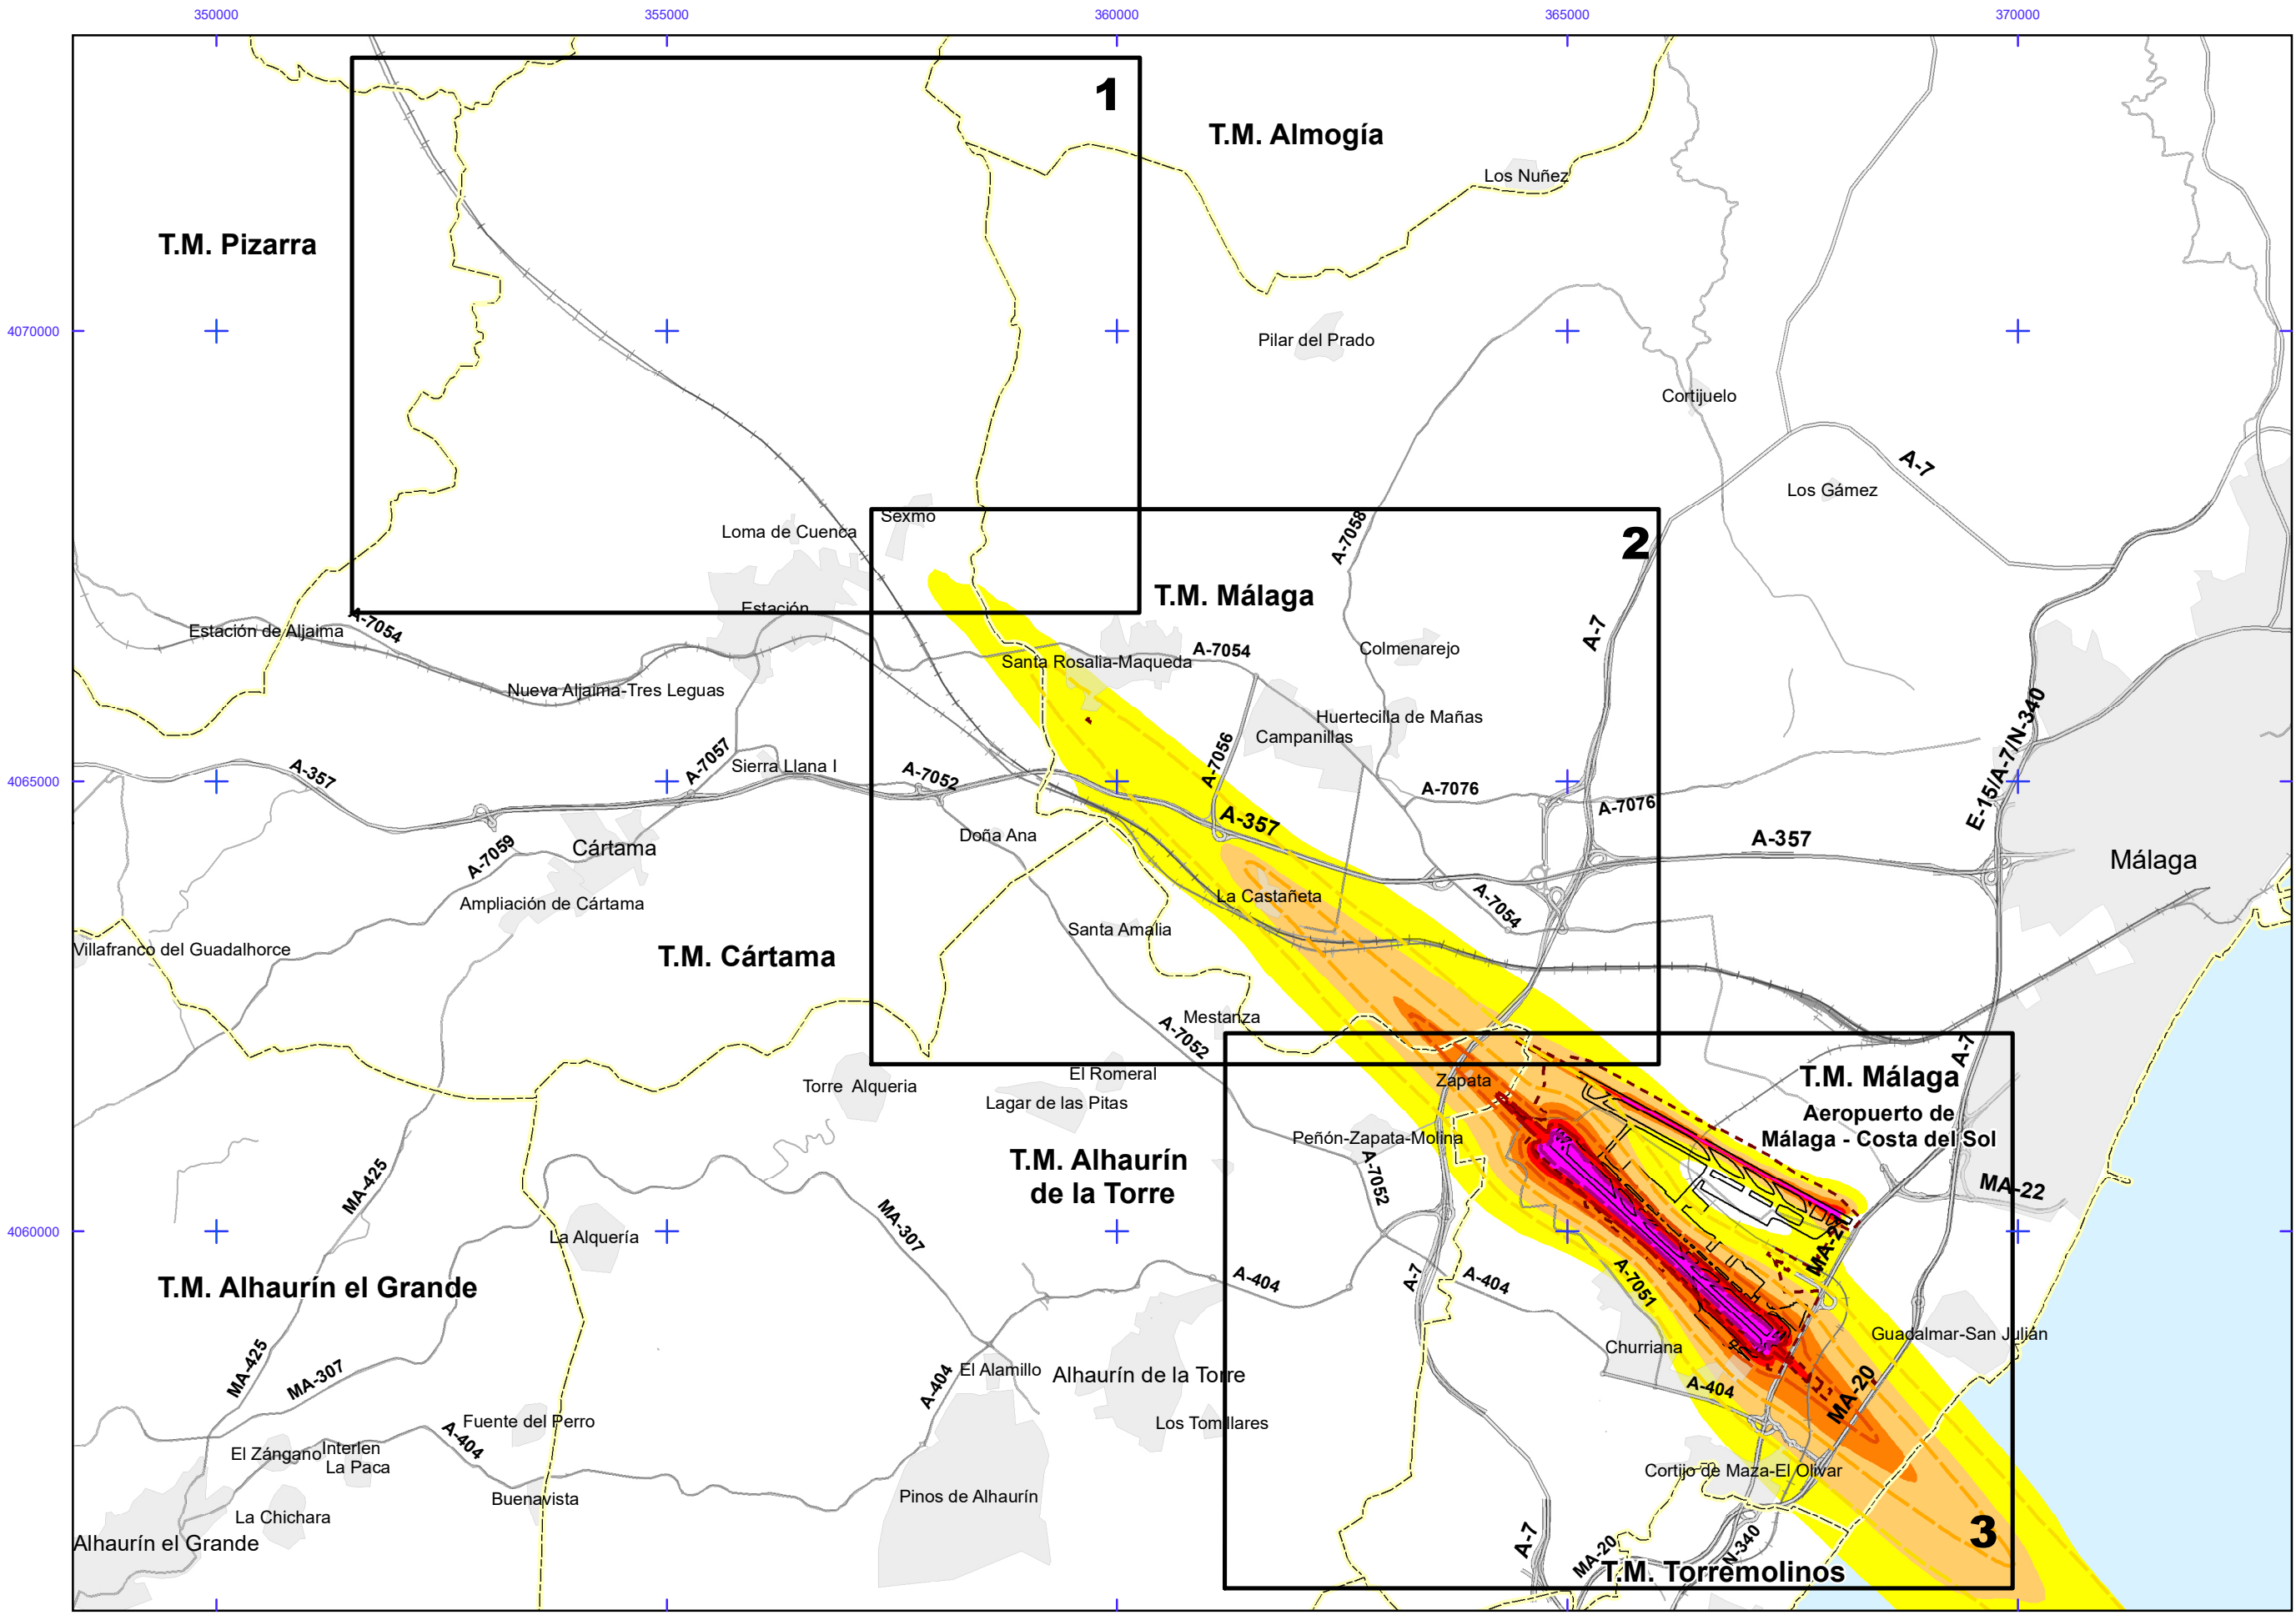 350000
355000
360000
365000
370000
1
T.M. Almogía
Los Nuñez
T.M. Pizarra
4070000
Pilar del Prado
Cortijuelo
A-7
Los Gámez
Sexmo
Loma de Cuenca
A-7058
2
T.M. Málaga
Estación
A-7054
Estación de Aljaima
A-7
Colmenarejo
A-7054
Santa Rosalia-Maqueda
Nueva Aljaima-Tres Leguas
Huertecilla de Mañas
Campanillas
E-15/A-7/N-340
A-7057
Sierra Llana I
A-7056
A-357
A-7052
4065000
A-7076
A-7076
A-357
A-357
Doña Ana
A-7059
Cártama
Málaga
La Castañeta
Ampliación de Cártama
A-7054
Santa Amalia
Villafranco del Guadalhorce
T.M. Cártama
Mestanza
A-7052
A-7
El Romeral
Torre Alqueria
Zapata
T.M. Málaga
Lagar de las Pitas
Aeropuerto de
Málaga - Costa del Sol
Peñón-Zapata-Molina
T.M. Alhaurín
de la Torre
A-7052
MA-425
MA-22
4060000
MA-307
La Alquería
MA-21
A-404
A-404
A-7
A-7051
T.M. Alhaurín el Grande
Guadalmar-San Julián
Churriana
MA-425
MA-307
El Alamillo
Alhaurín de la Torre
A-404
A-404
MA-20
Fuente del Perro
Los Tomillares
A-404
El Zángano
Interlen
La Paca
Cortijo de Maza-El Olivar
Buenavista
Pinos de Alhaurín
La Chichara
3
Alhaurín el Grande
A-7
MA-20
N-340
T.M. Torremolinos